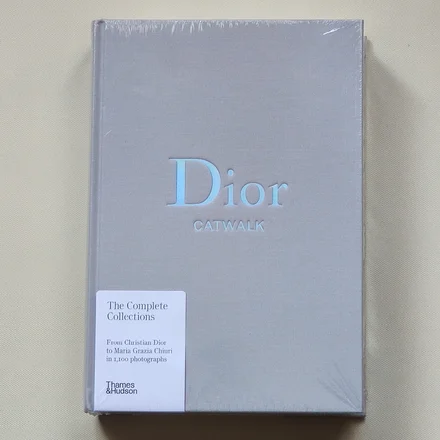 Dior
CATWALK
The Complete
Collections
From Christian Dior
to Maria Grazia Chiuri
in 1,100 photographs
Thames
&Hudson